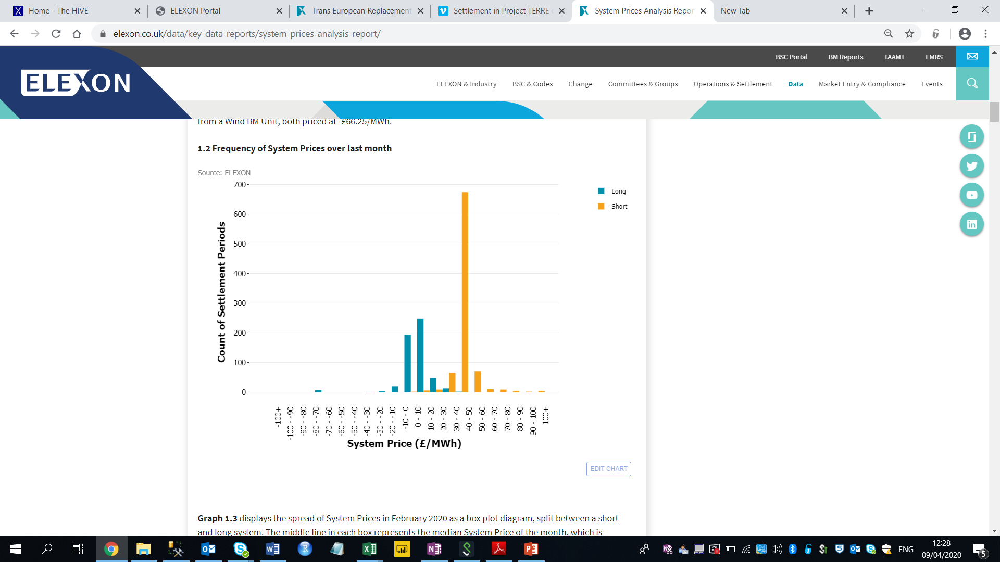 Home - The HIVE
ELEXON Portal
Trans European Replacement
Settlement in Project TERRE
System Prices Analysis Repor
New Tab
elexon.co.uk/data/key-data-reports/system-prices-analysis-report/
BSC Portal BM Reports TAAMT EMRS
ELEXON
ELEXON & Industry BSC & Codes Change Committees & Groups Operations & Settlement Data Market Entry & Compliance Events
from a Wind BM Unit, both priced at -£66.25/MWh.
1.2 Frequency of System Prices over last month
Source: ELEXON
Long
Short
Count of Settlement Periods
700
600
500
400
300
200
100
0
-100+
-100 - -90
-90 - -80
-80 - -70
-70 - -60
-60 - -50
-50 - -40
-40 - -30
-30 - -20
-20 - -10
-10 - 0
0 - 10
10 - 20
20 - 30
30 - 40
40 - 50
50 - 60
60 - 70
70 - 80
80 - 90
90 - 100
100+
System Price (£/MWh)
EDIT CHART
Graph 1.3 displays the spread of System Prices in February 2020 as a box plot diagram, split between a short
and long system. The middle line in each box represents the median System Price of the month, which is
ENG
12:28
09/04/2020
5